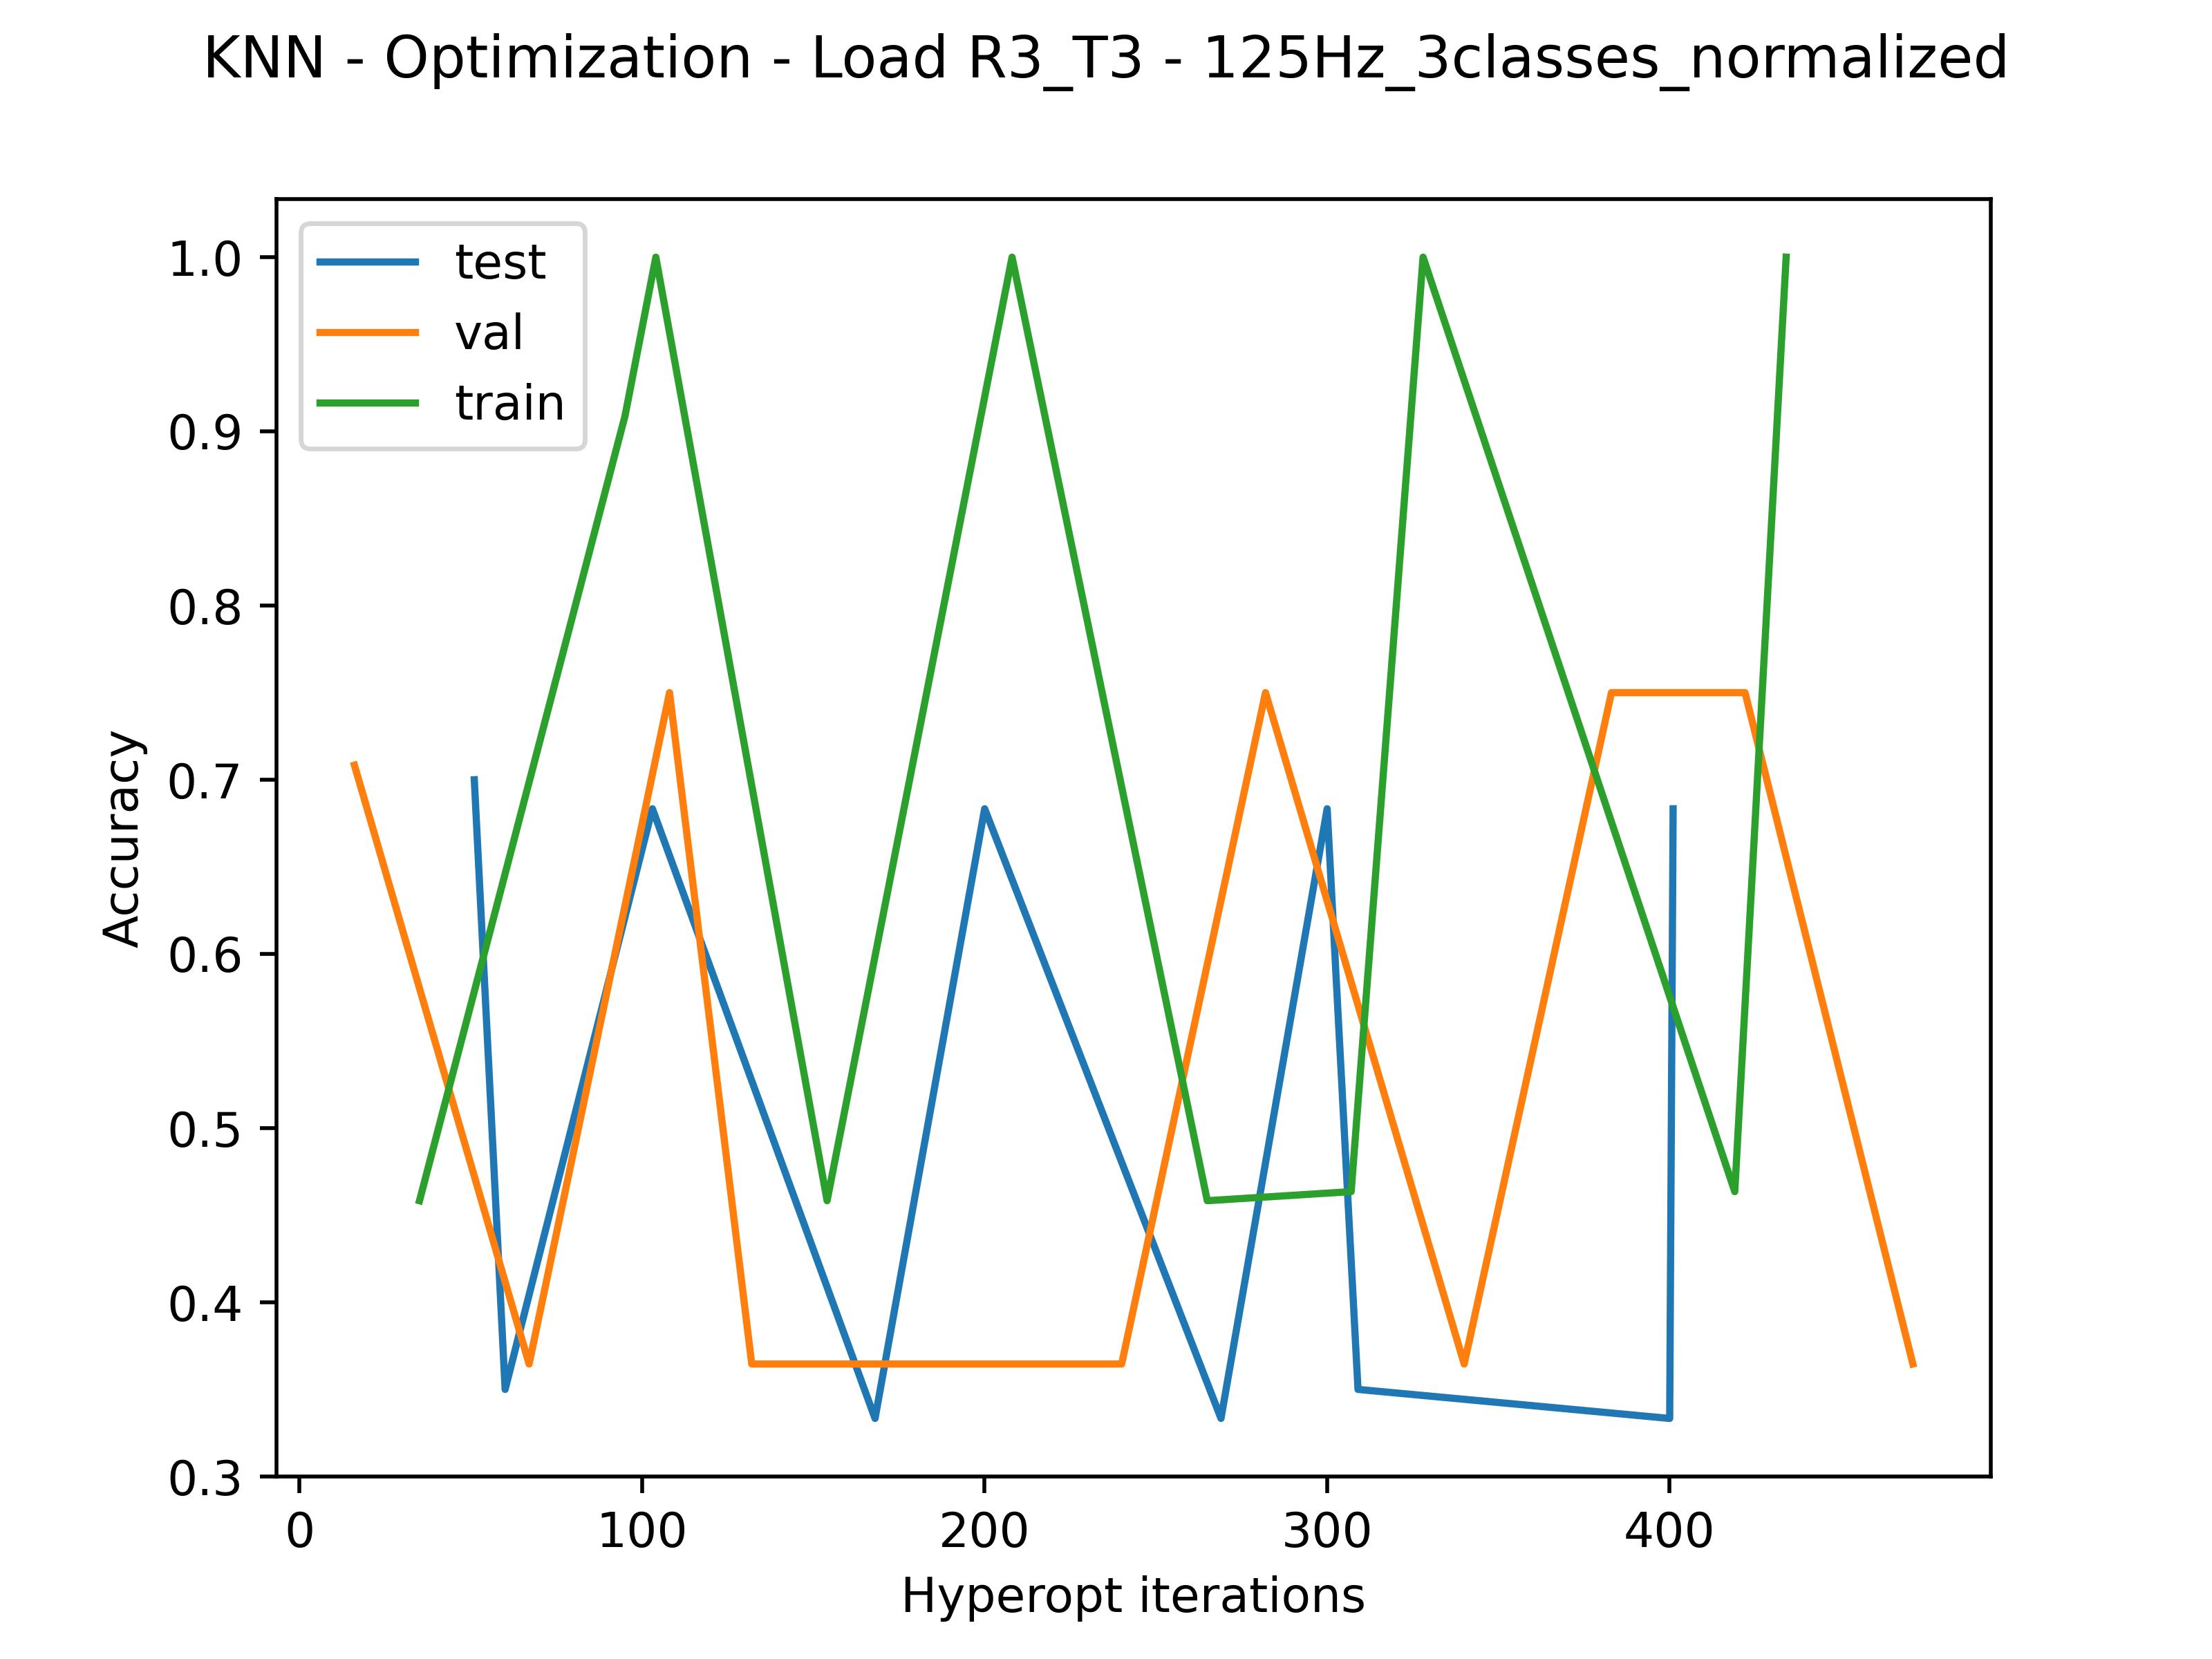 KNN - Optimization - Load R3_T3 - 125Hz_3classes_normalized
test
val
train
1.0
0.9
0.8
0.7
0.6
0.5
0.4
0.3
Accuracy
0 100 200 300 400
Hyperopt iterations